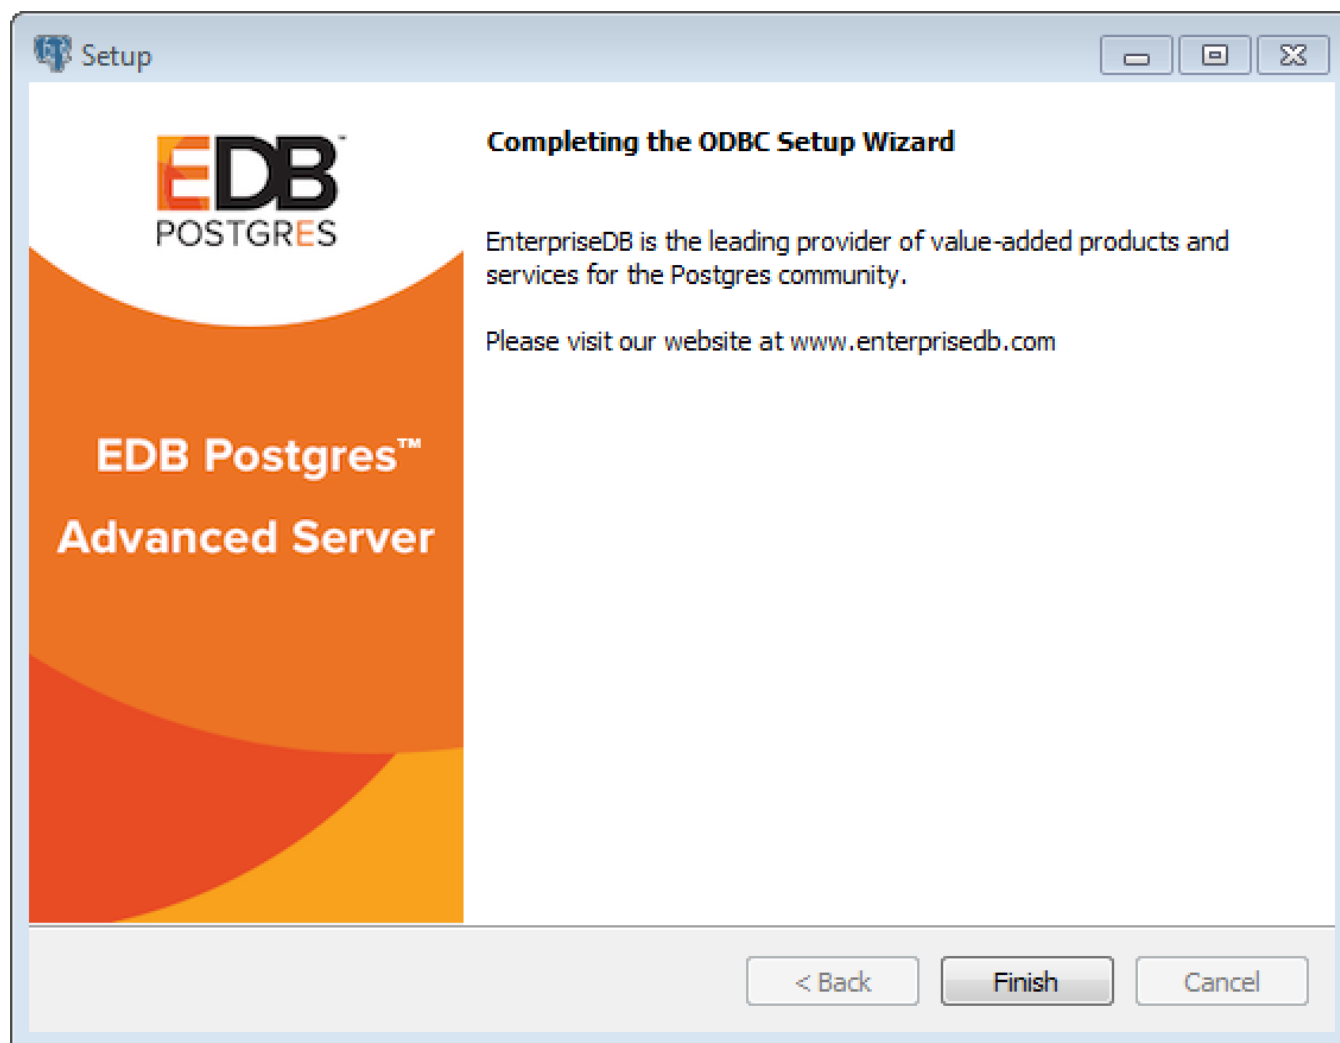 Setup
EDB™
POSTGRES
Completing the ODBC Setup Wizard
EnterpriseDB is the leading provider of value-added products and
services for the Postgres community.
Please visit our website at www.enterprisedb.com
EDB Postgres™
Advanced Server
< Back
Finish
Cancel